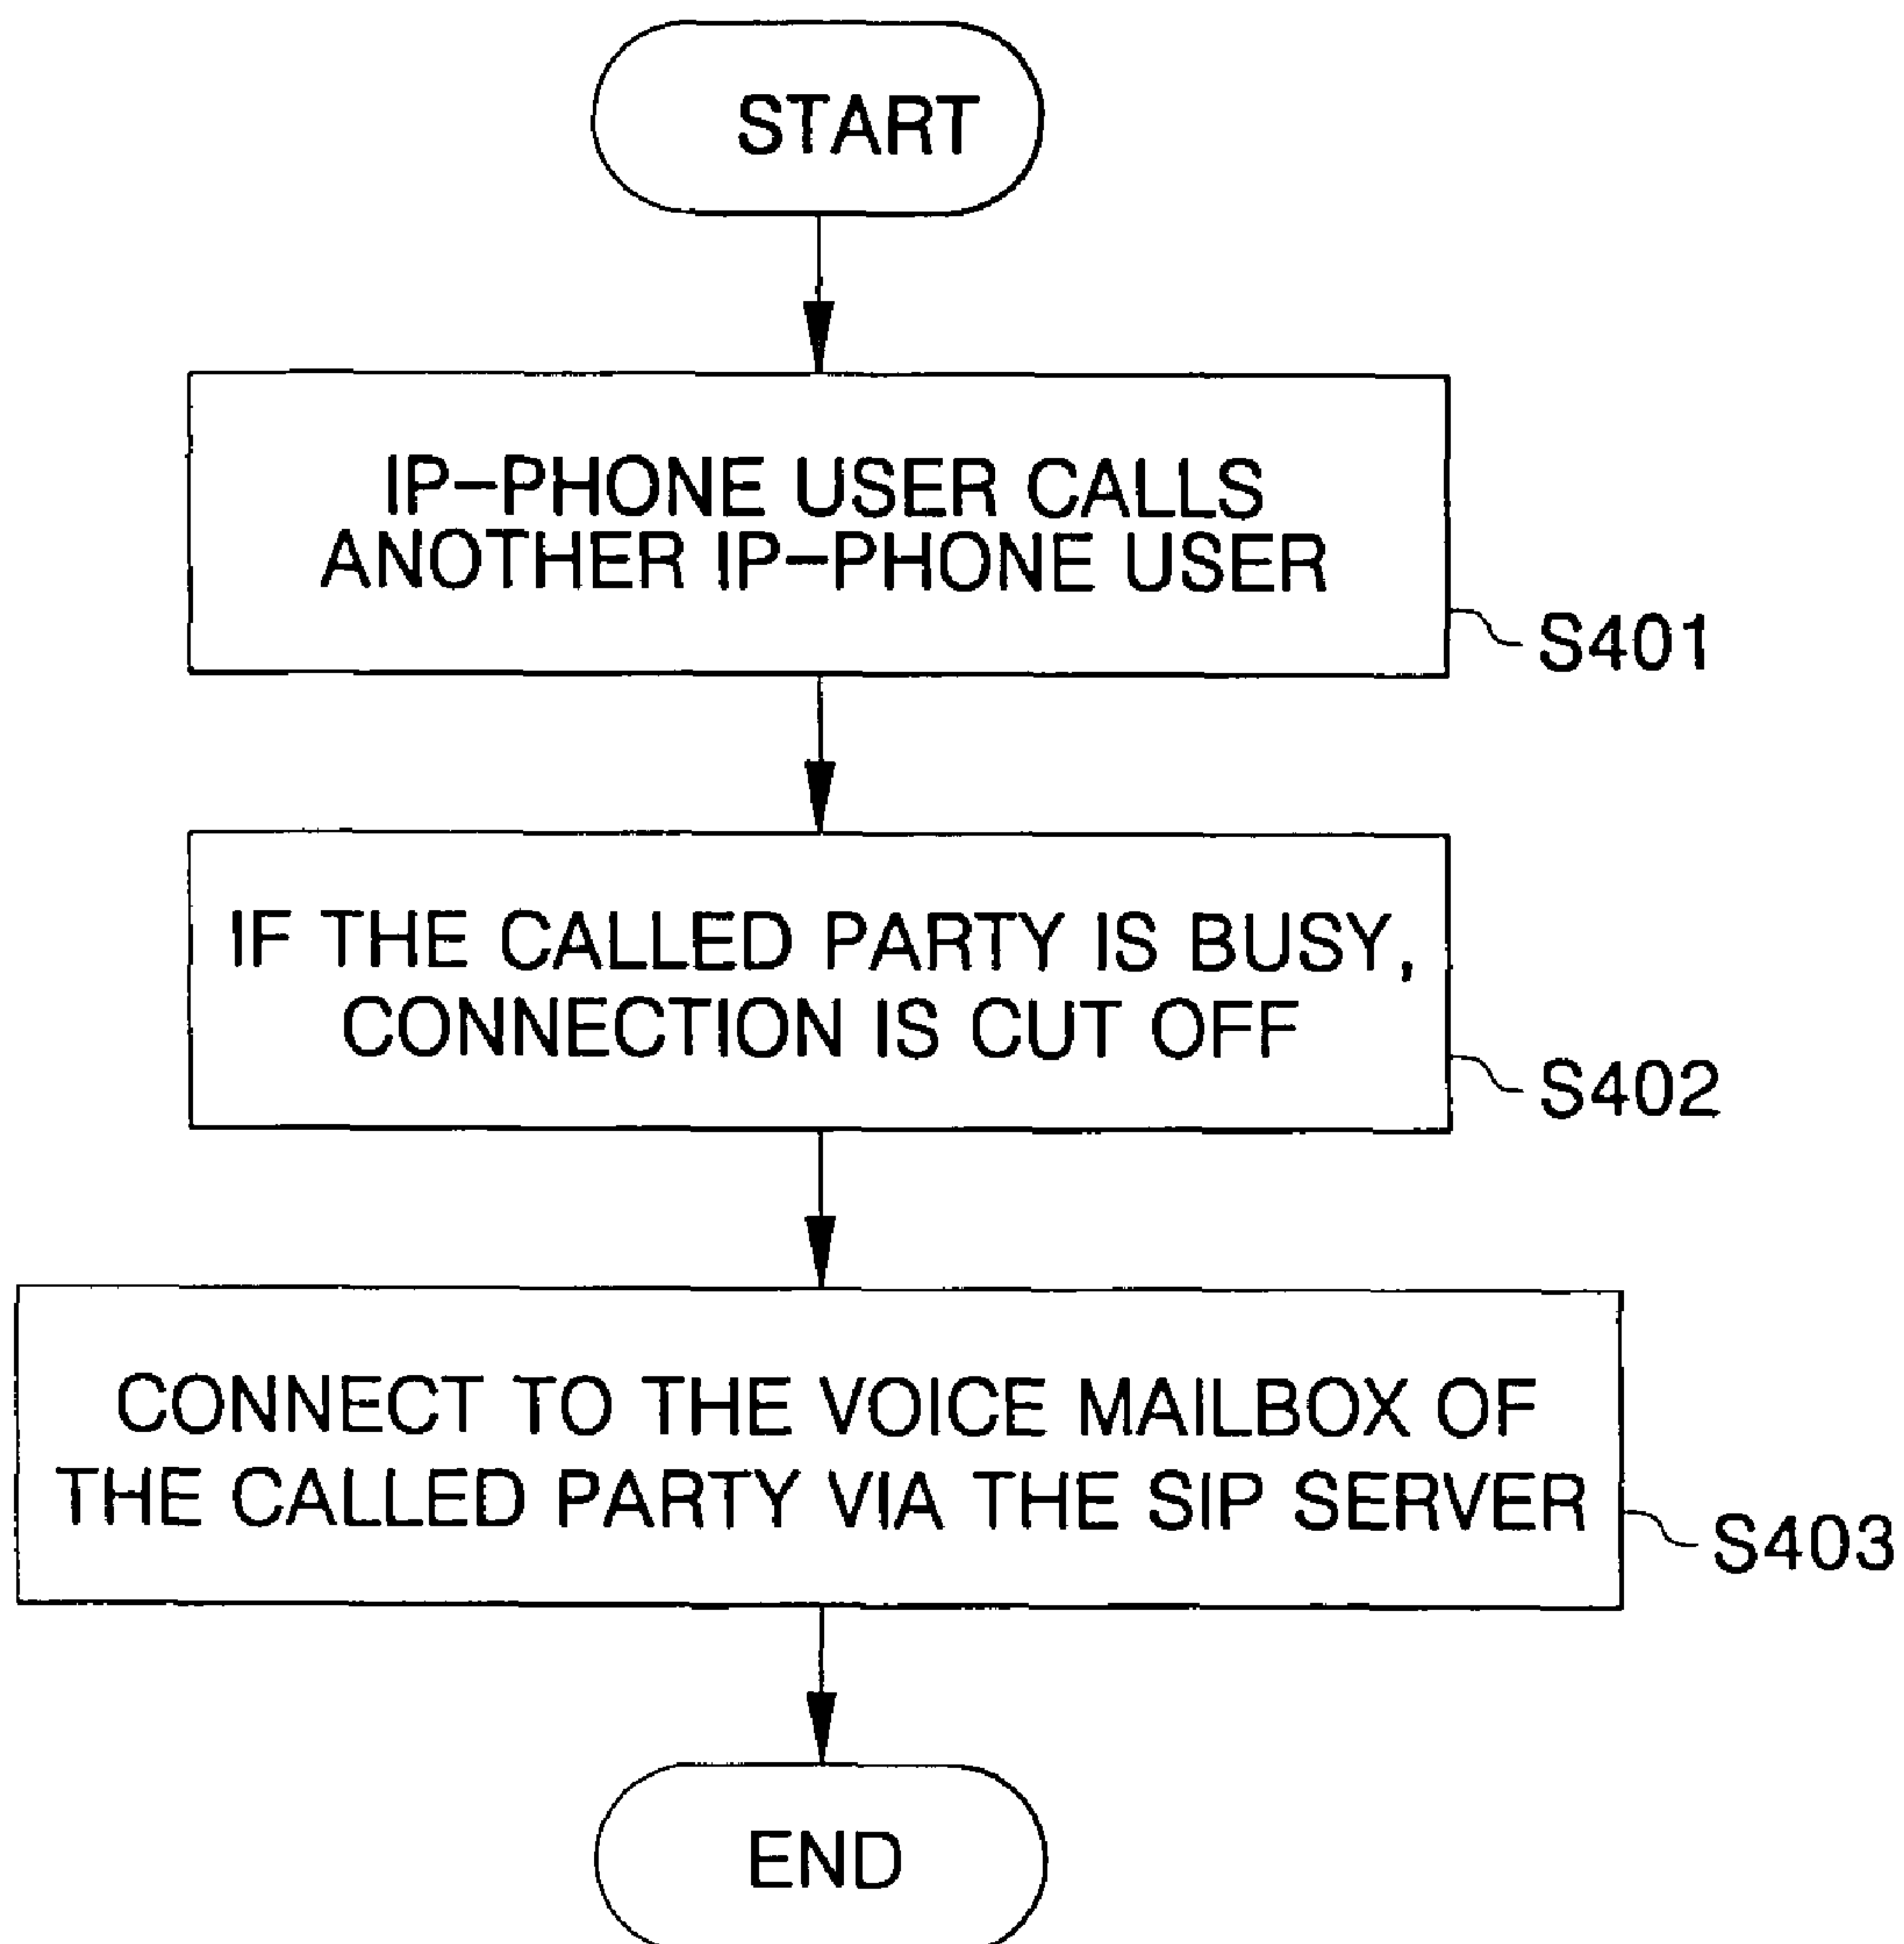 START
IP-PHONE USER CALLS
ANOTHER IP-PHONE USER
S401
IF THE CALLED PARTY IS BUSY,
CONNECTION IS CUT OFF
S402
CONNECT TO THE VOICE MAILBOX OF
THE CALLED PARTY VIA THE SIP SERVER
S403
END